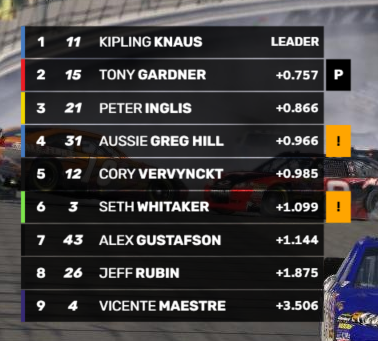 1 11 KIPLING KNAUS LEADER
2 15 TONY GARDNER +0.757 P
3 21 PETER INGLIS +0.866
4 31 AUSSIE GREG HILL +0.966 !
5 12 CORY VERVYNCKT +0.985
6 3 SETH WHITAKER +1.099 !
7 43 ALEX GUSTAFSON +1.144
8 26 JEFF RUBIN +1.875
9 4 VICENTE MAESTRE +3.506